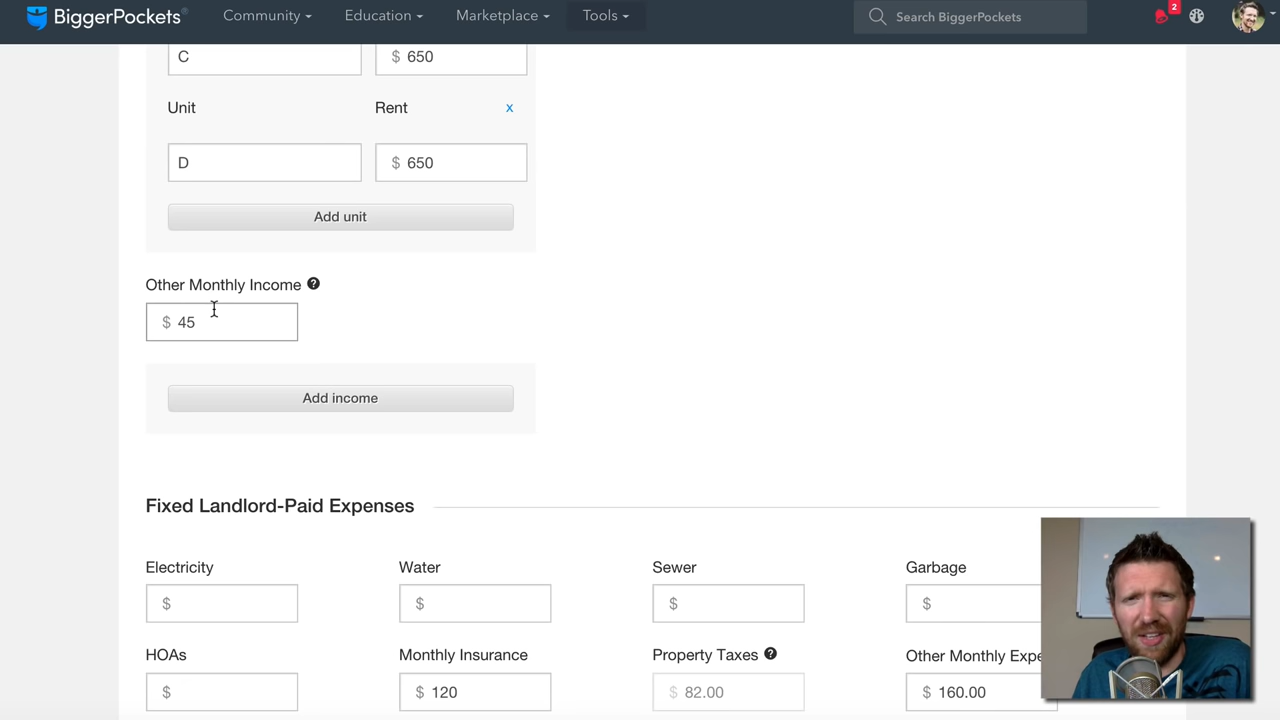 BiggerPockets®
Community
Education
Marketplace
Tools
Search BiggerPockets
2
C
$ 650
Unit
Rent
x
D
$ 650
Add unit
Other Monthly Income ?
$ 45
Add income
Fixed Landlord-Paid Expenses
Electricity
Water
Sewer
Garbage
$
$
$
$
HOAs
Monthly Insurance
Property Taxes ?
Other Monthly Expe
$
$ 120
$ 82.00
$ 160.00